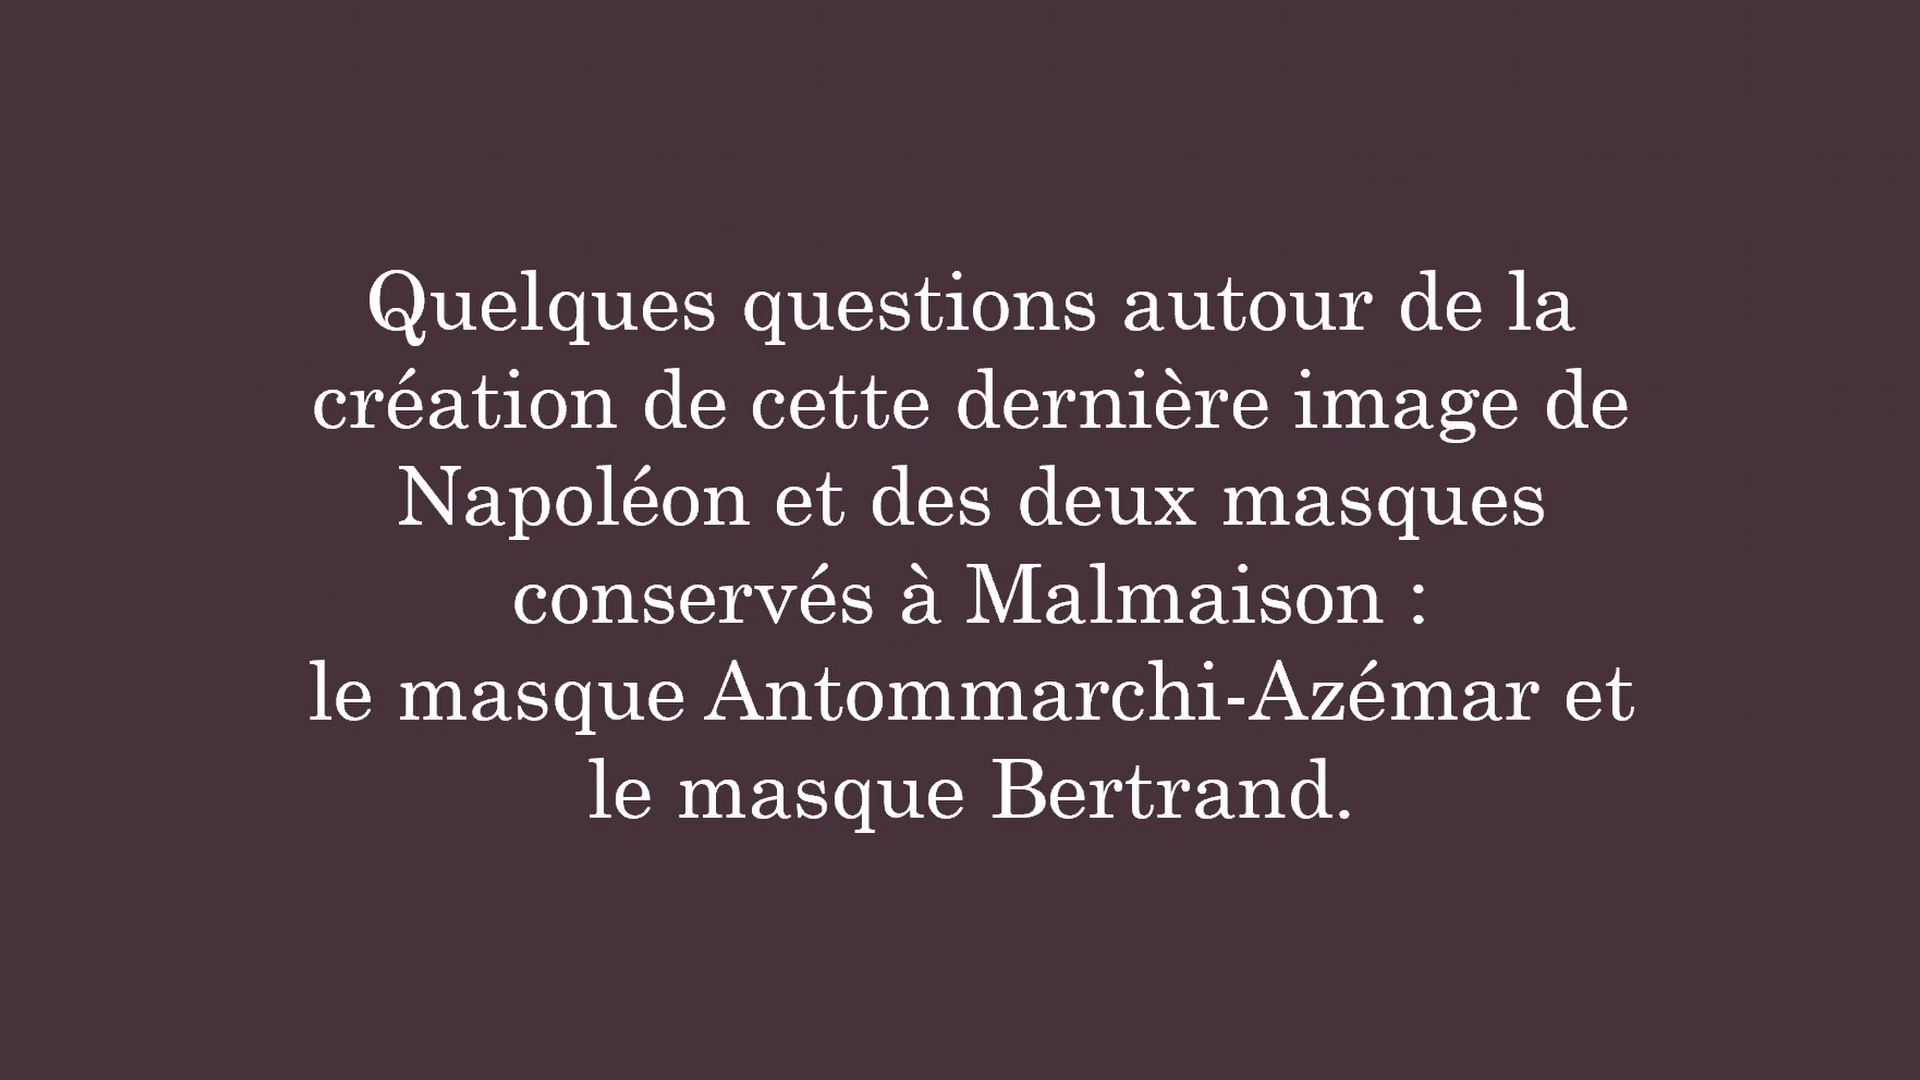 Quelques questions autour de la
création de cette dernière image de
Napoléon et des deux masques
conservés à Malmaison :
le masque Antommarchi-Azémar et
le masque Bertrand.